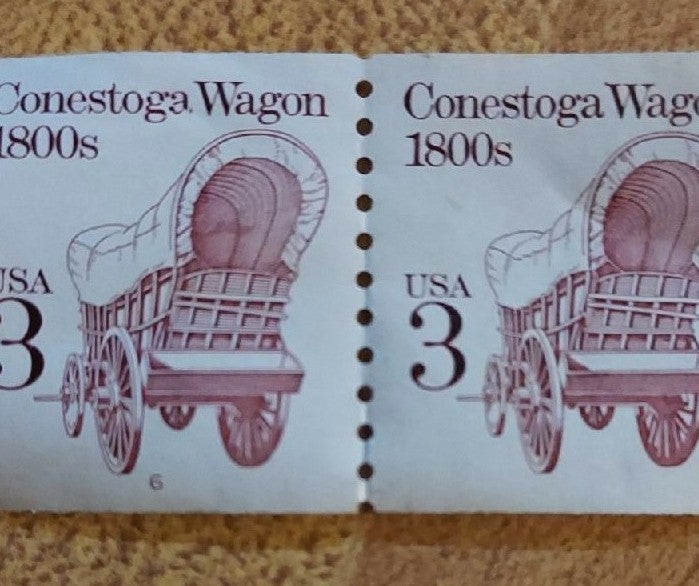 Conestoga Wagon
1800s
USA
3
6
Conestoga Wago
1800s
USA
3